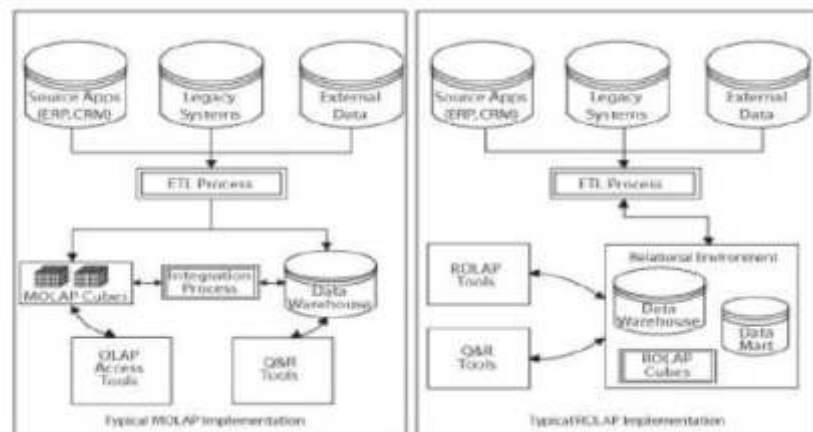 Source Apps
(ERP,CRM)
Legacy
Systems
External
Data
ETL Process
MOLAP Cubes
Integration
Process
Data
Warehouse
OLAP
Access
Tools
Q&R
Tools
Typical MOLAP Implementation
Source Apps
(ERP,CRM)
Legacy
Systems
External
Data
ETL Process
Relational Environment
ROLAP
Tools
Data
Warehouse
Data
Mart
Q&R
Tools
ROLAP
Cubes
Typical ROLAP Implementation